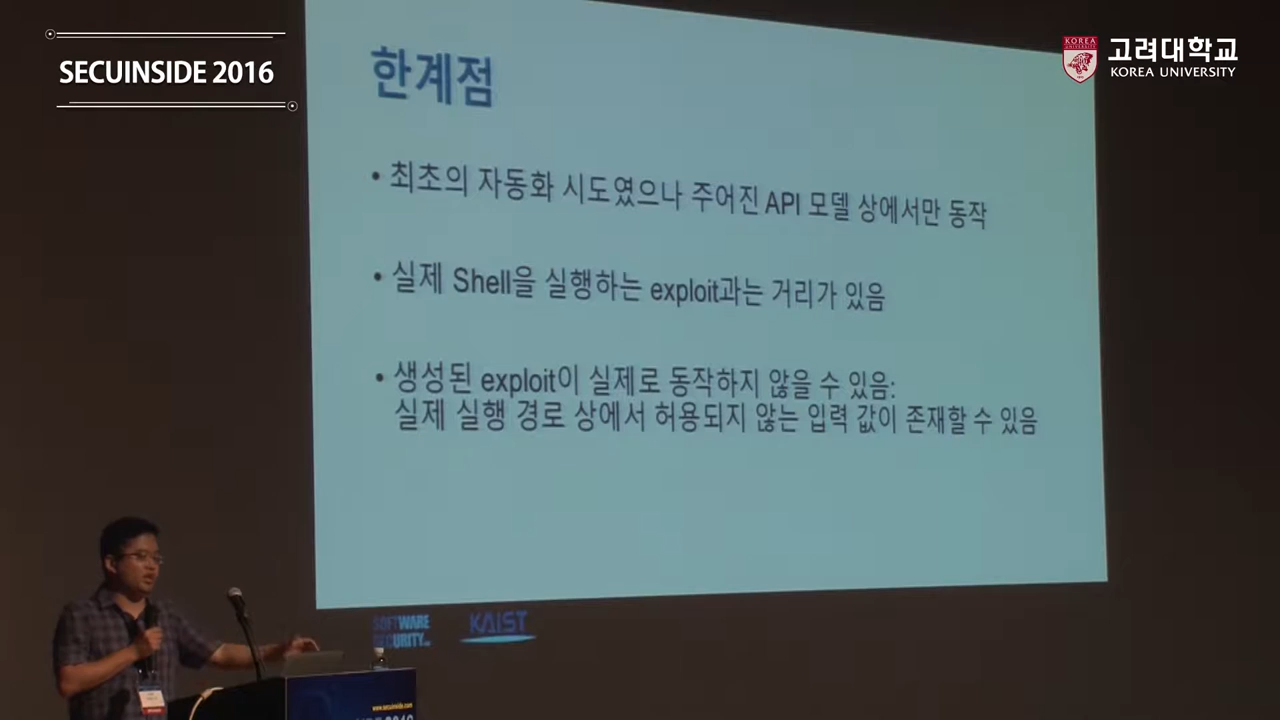 SECUINSIDE 2016
KOREA
UNIVERSITY
고려대학교
KOREA UNIVERSITY
한계점
• 최초의 자동화 시도였으나 주어진 API 모델 상에서만 동작
• 실제 Shell을 실행하는 exploit과는 거리가 있음
• 생성된 exploit이 실제로 동작하지 않을 수 있음:
실제 실행 경로 상에서 허용되지 않는 입력 값이 존재할 수 있음
SOFTWARE
SECURITY
KAIST
www.secuinside.com